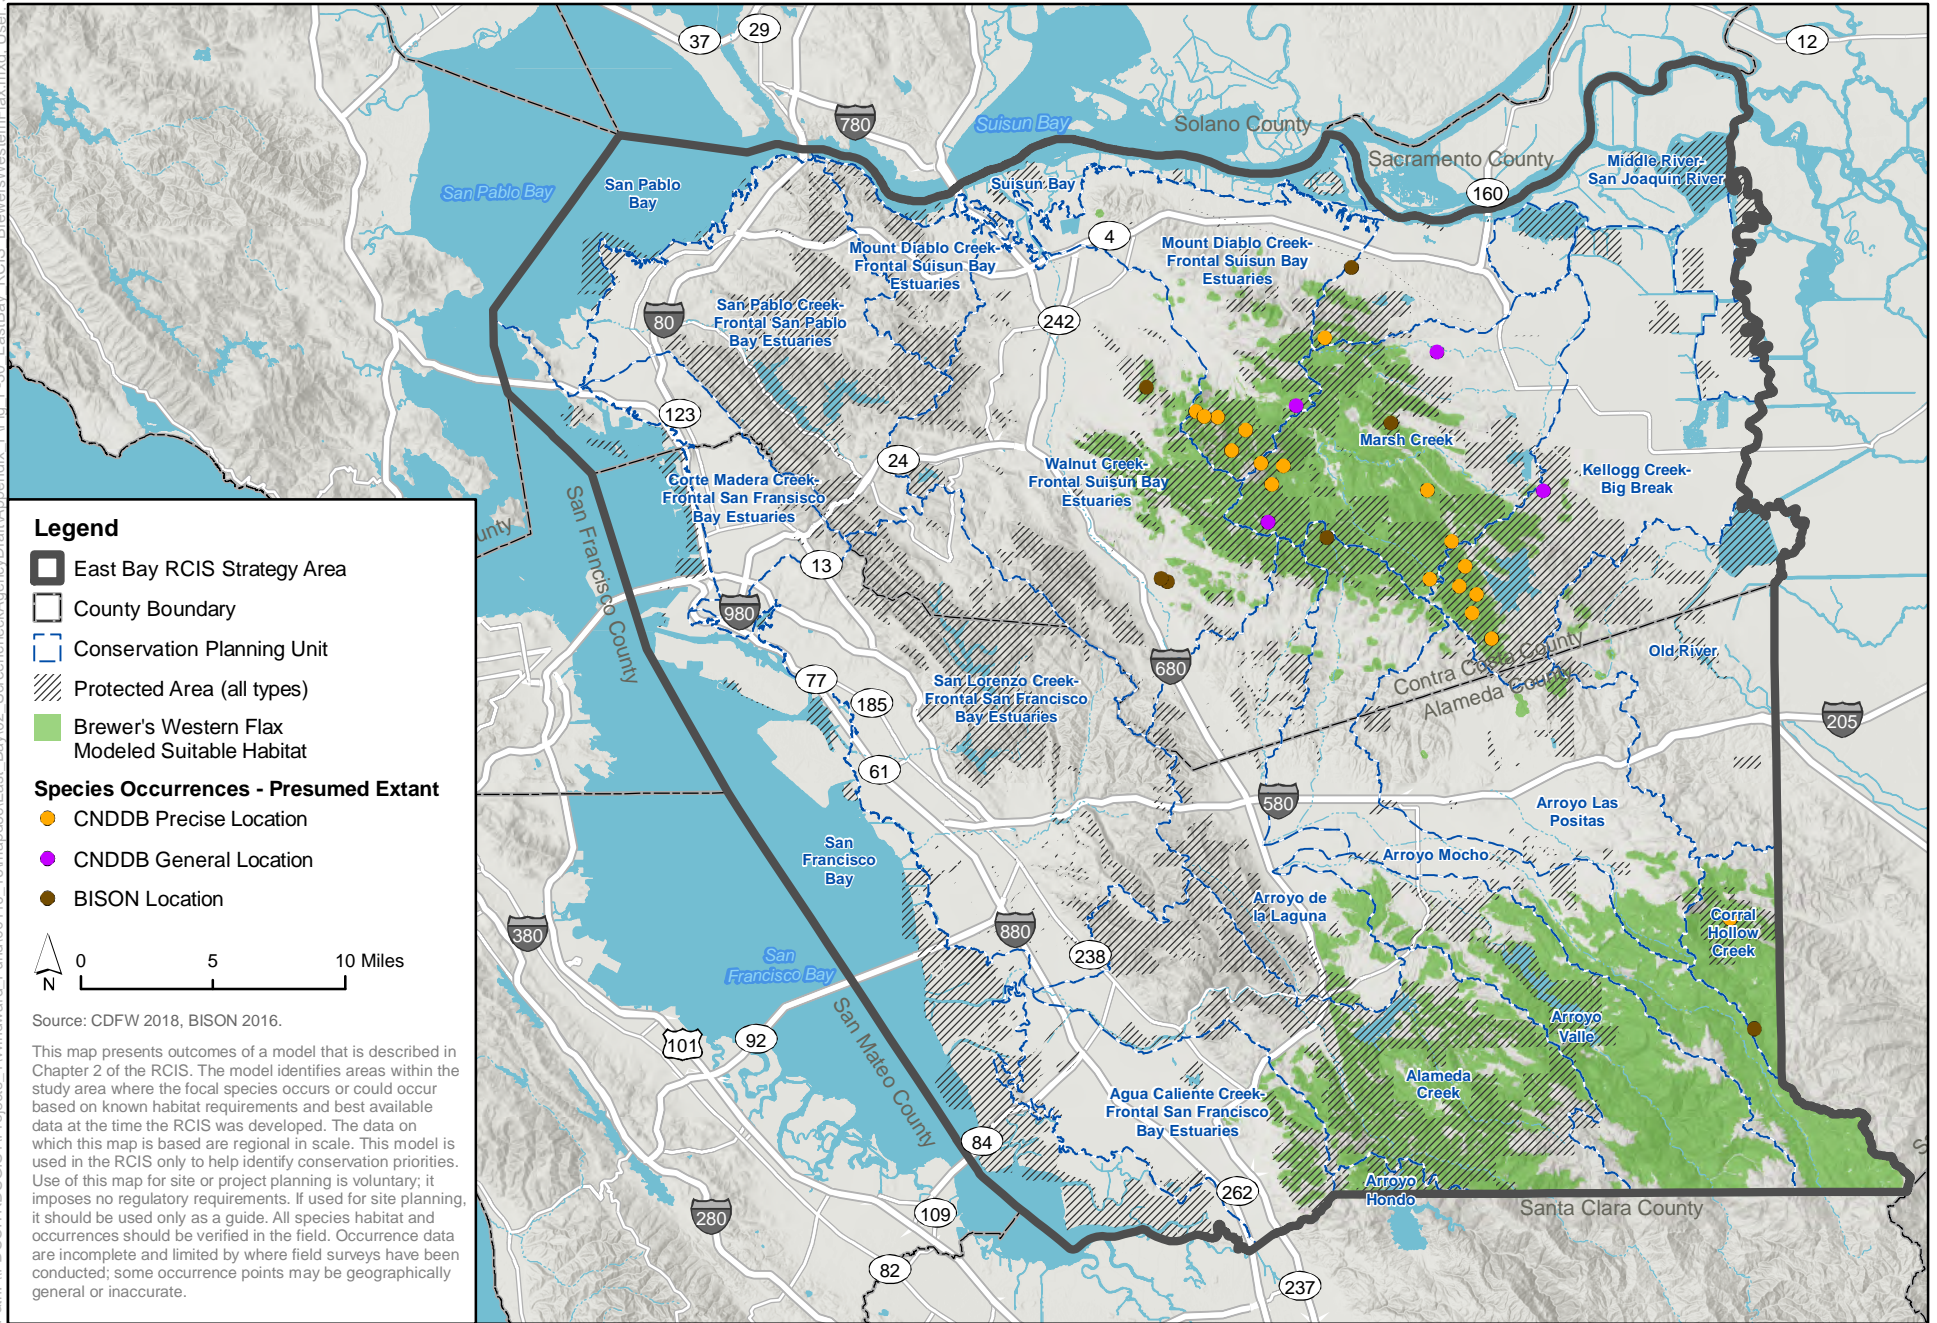 37
29
12
780
Suisun Bay
Solano County
Sacramento County
Middle River-
San Joaquin River
160
San Pablo Bay
San Pablo
Bay
Suisun Bay
4
Mount Diablo Creek-
Frontal Suisun Bay
Estuaries
Mount Diablo Creek-
Frontal Suisun Bay
Estuaries
San Pablo Creek-
Frontal San Pablo
Bay Estuaries
80
242
123
24
Marsh Creek
Walnut Creek-
Frontal Suisun Bay
Estuaries
Kellogg Creek-
Big Break
Corte Madera Creek-
Frontal San Fransisco
Bay Estuaries
San Francisco County
unty
13
980
680
Contra Costa County
Alameda County
Old River
77
185
San Lorenzo Creek-
Frontal San Francisco
Bay Estuaries
205
61
580
Arroyo Las
Positas
San
Francisco
Bay
Arroyo Mocho
Arroyo de
la Laguna
Corral
Hollow
Creek
380
880
238
San
Francisco Bay
San Mateo County
Arroyo
Valle
101
92
Alameda
Creek
Agua Caliente Creek-
Frontal San Francisco
Bay Estuaries
84
262
Arroyo
Hondo
Santa Clara County
280
109
82
237
Legend
East Bay RCIS Strategy Area
County Boundary
Conservation Planning Unit
Protected Area (all types)
Brewer's Western Flax
Modeled Suitable Habitat
Species Occurrences - Presumed Extant
CNDDB Precise Location
CNDDB General Location
BISON Location
N
0 5 10 Miles
Source: CDFW 2018, BISON 2016.
This map presents outcomes of a model that is described in
Chapter 2 of the RCIS. The model identifies areas within the
study area where the focal species occurs or could occur
based on known habitat requirements and best available
data at the time the RCIS was developed. The data on
which this map is based are regional in scale. This model is
used in the RCIS only to help identify conservation priorities.
Use of this map for site or project planning is voluntary; it
imposes no regulatory requirements. If used for site planning,
it should be used only as a guide. All species habitat and
occurrences should be verified in the field. Occurrence data
are incomplete and limited by where field surveys have been
conducted; some occurrence points may be geographically
general or inaccurate.